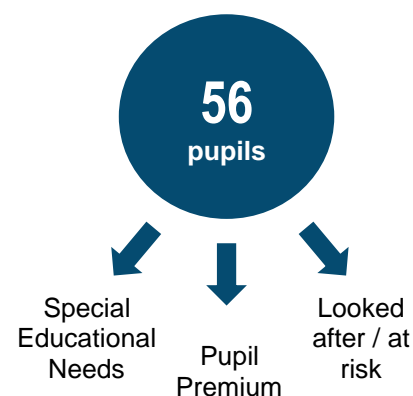 56
pupils
Special
Educational
Needs
Pupil
Premium
Looked
after / at
risk